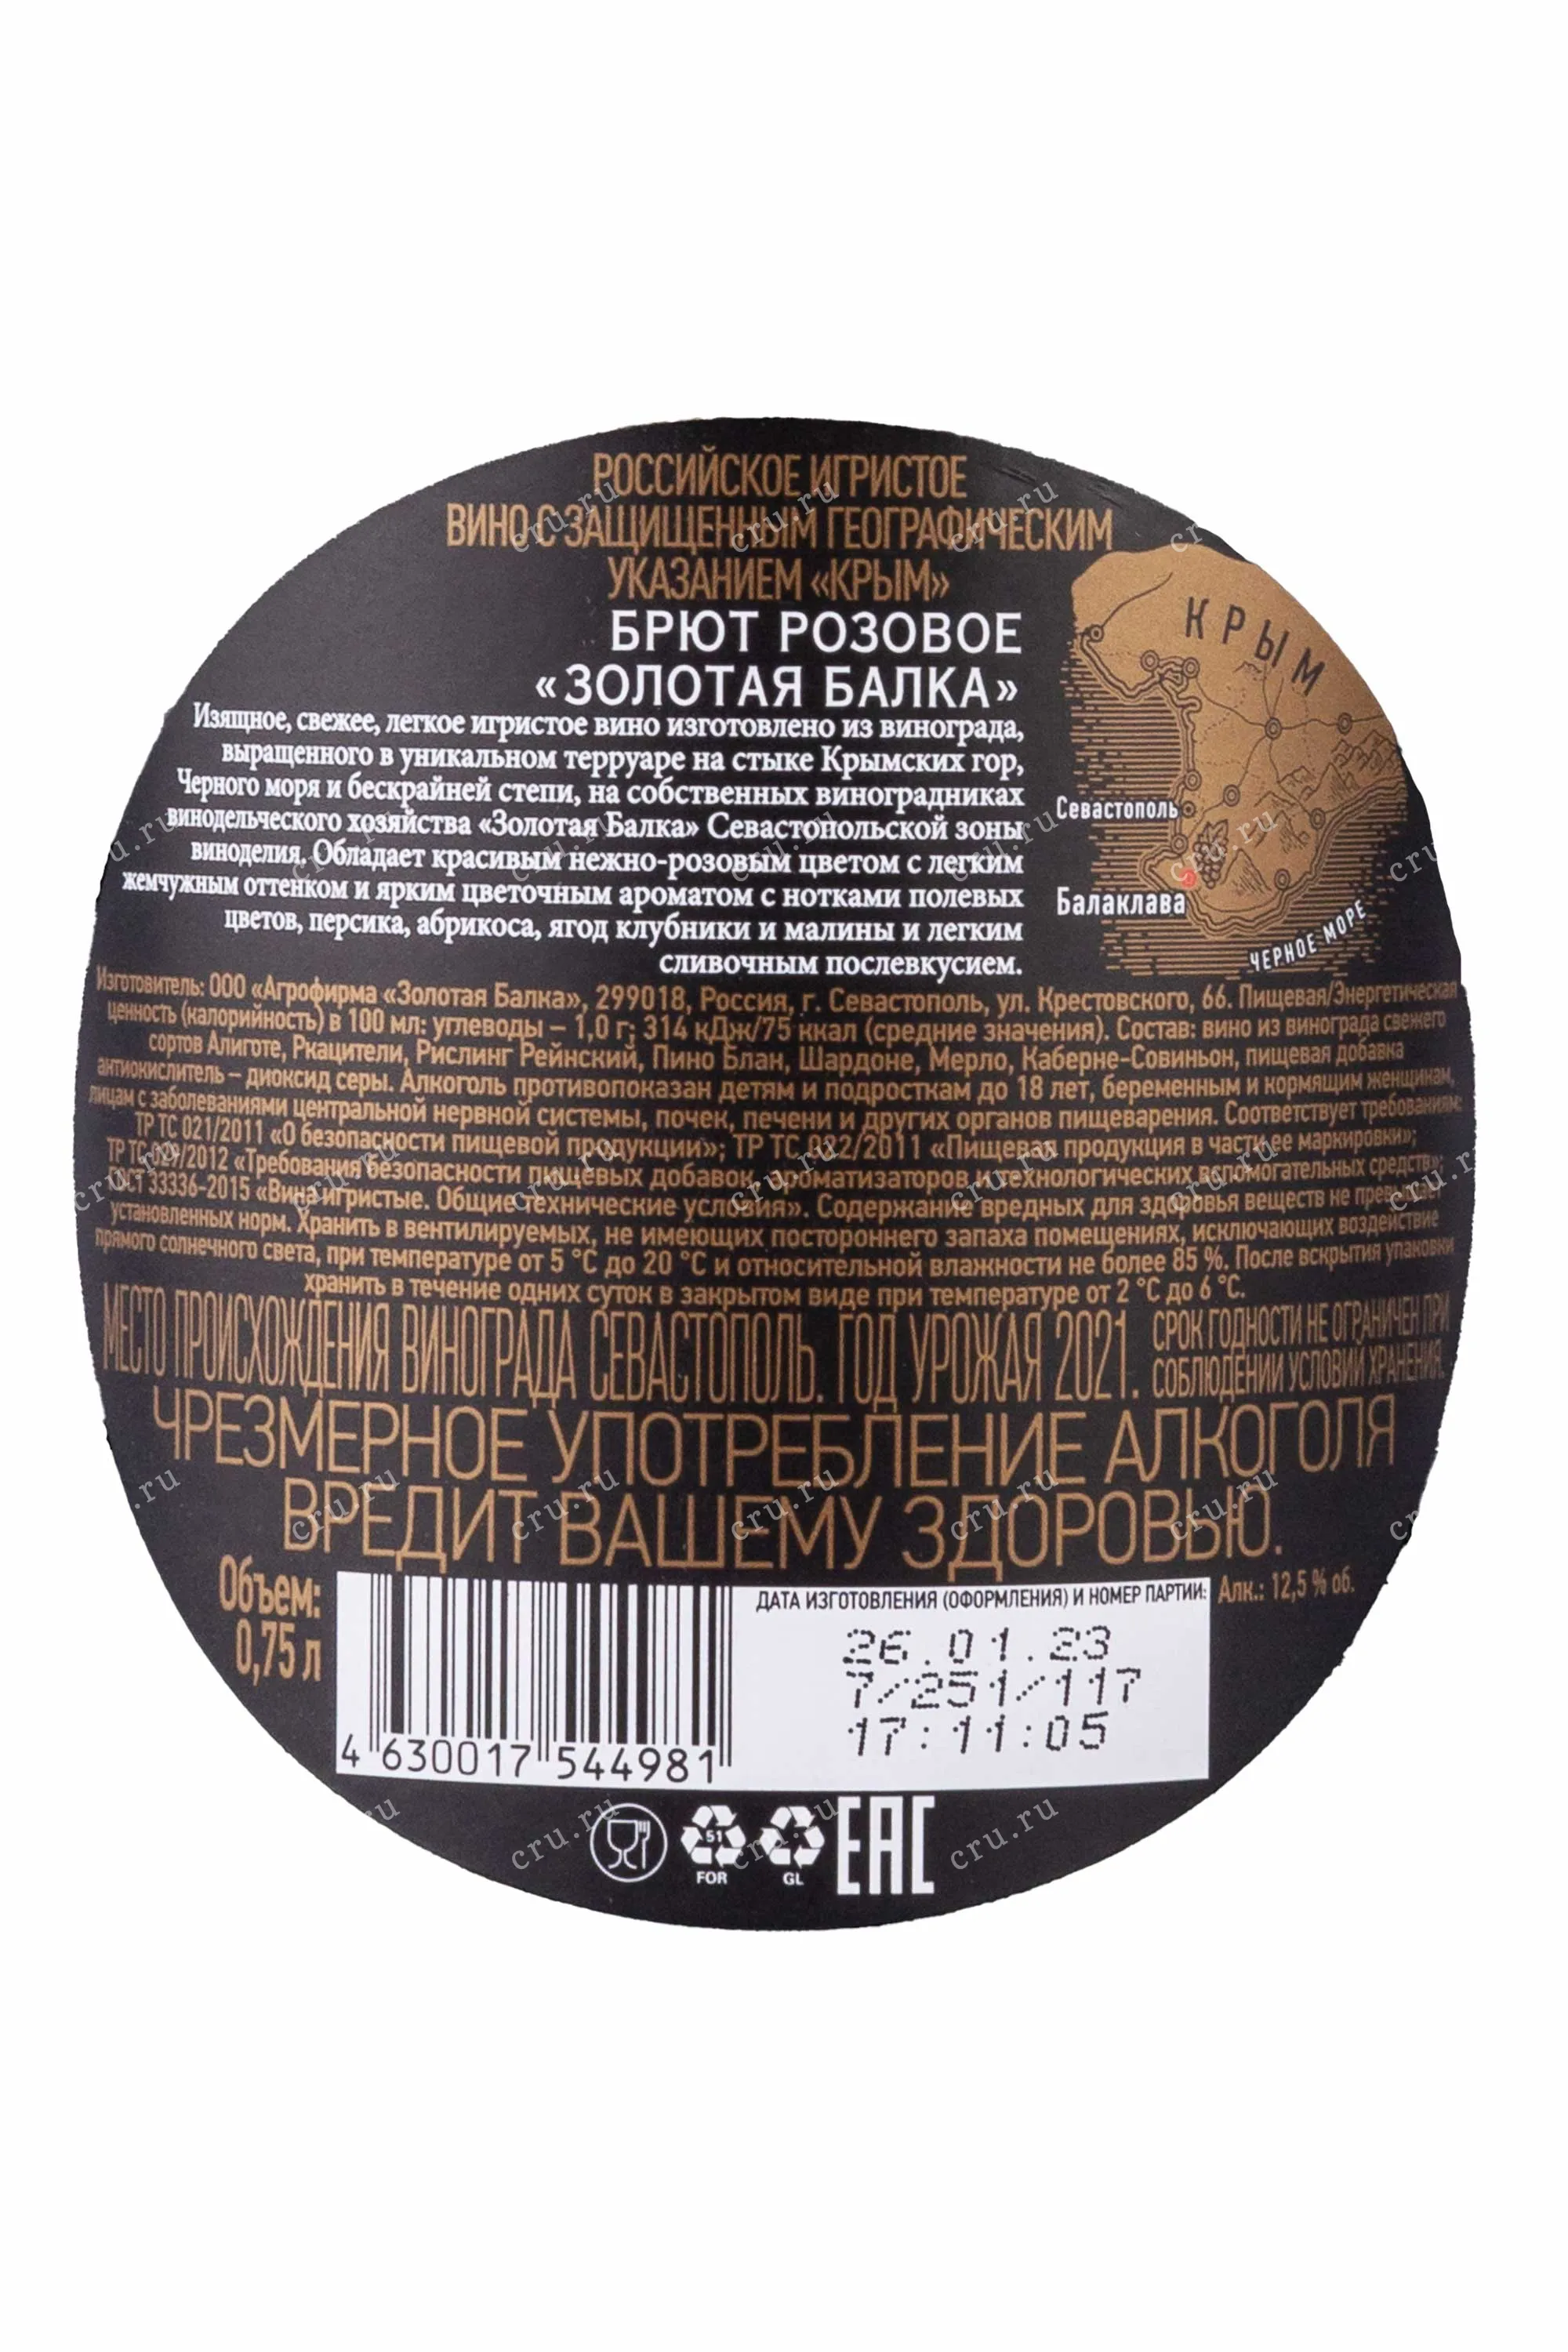 РОССИЙСКОЕ ИГРИСТОЕ
ВИНО С ЗАЩИЩЕННЫМ ГЕОГРАФИЧЕСКИМ
УКАЗАНИЕМ «КРЫМ»
БРЮТ РОЗОВОЕ
«ЗОЛОТАЯ БАЛКА»
Изящное, свежее, легкое игристое вино изготовлено из винограда,
выращенного в уникальном терруаре на стыке Крымских гор,
Черного моря и бескрайней степи, на собственных виноградниках
винодельческого хозяйства «Золотая Балка» Севастопольской зоны
виноделия. Обладает красивым нежно-розовым цветом с легким
жемчужным оттенком и ярким цветочным ароматом с нотками полевых
цветов, персика, абрикоса, ягод клубники и малины и легким
сливочным послевкусием.
КРЫМ
Севастополь
Балаклава
ЧЕРНОЕ МОРЕ
Изготовитель: ООО «Агрофирма «Золотая Балка», 299018, Россия, г. Севастополь, ул. Крестовского, 66. Пищевая/Энергетическая
ценность (калорийность) в 100 мл: углеводы – 1,0 г; 314 кДж/75 ккал (средние значения). Состав: вино из винограда свежего
сортов Алиготе, Ркацители, Рислинг Рейнский, Пино Блан, Шардоне, Мерло, Каберне-Совиньон, пищевая добавка
антиокислитель – диоксид серы. Алкоголь противопоказан детям и подросткам до 18 лет, беременным и кормящим женщинам,
лицам с заболеваниями центральной нервной системы, почек, печени и других органов пищеварения. Соответствует требованиям:
ТР ТС 021/2011 «О безопасности пищевой продукции»; ТР ТС 022/2011 «Пищевая продукция в части ее маркировки»;
ТР ТС 029/2012 «Требования безопасности пищевых добавок, ароматизаторов и технологических вспомогательных средств»;
ГОСТ 33336-2015 «Вина игристые. Общие технические условия». Содержание вредных для здоровья веществ не превышает
установленных норм. Хранить в вентилируемых, не имеющих постороннего запаха помещениях, исключающих воздействие
прямого солнечного света, при температуре от 5 °С до 20 °С и относительной влажности не более 85 %. После вскрытия упаковки
хранить в течение одних суток в закрытом виде при температуре от 2 °С до 6 °С.
МЕСТО ПРОИСХОЖДЕНИЯ ВИНОГРАДА СЕВАСТОПОЛЬ. ГОД УРОЖАЯ 2021.
СРОК ГОДНОСТИ НЕ ОГРАНИЧЕН ПРИ
СОБЛЮДЕНИИ УСЛОВИЙ ХРАНЕНИЯ.
ЧРЕЗМЕРНОЕ УПОТРЕБЛЕНИЕ АЛКОГОЛЯ
ВРЕДИТ ВАШЕМУ ЗДОРОВЬЮ.
Объем:
0,75 л
4 630017 544981
ДАТА ИЗГОТОВЛЕНИЯ (ОФОРМЛЕНИЯ) И НОМЕР ПАРТИИ:
26.01.23
7/251/117
17:11:05
Алк.: 12,5 % об.
51
FOR
GL
EAC
cru.ru